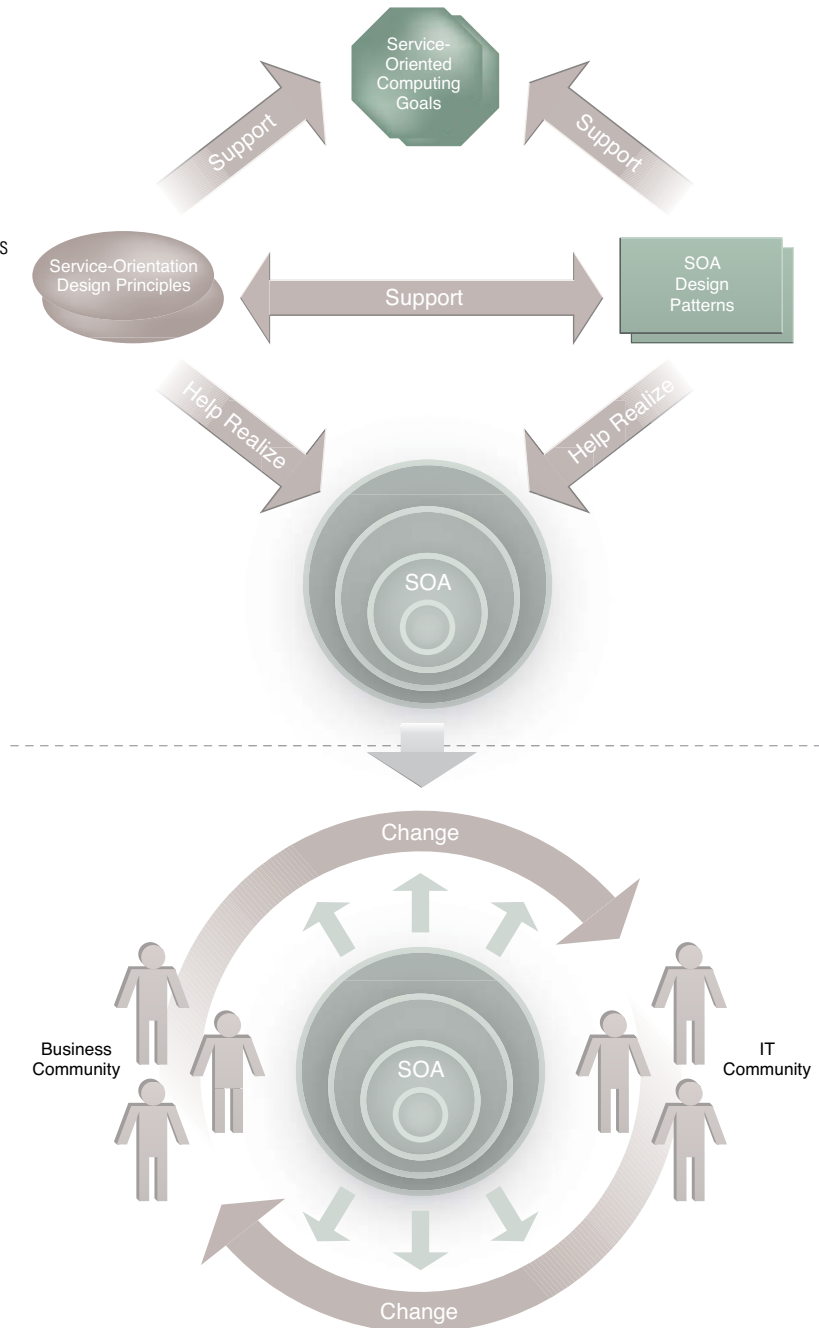 Service-
Oriented
Computing
Goals
Support
Support
s
Service-Orientation
Design Principles
Support
SOA
Design
Patterns
Help Realize
Help Realize
SOA
Change
Business
Community
SOA
IT
Community
Change